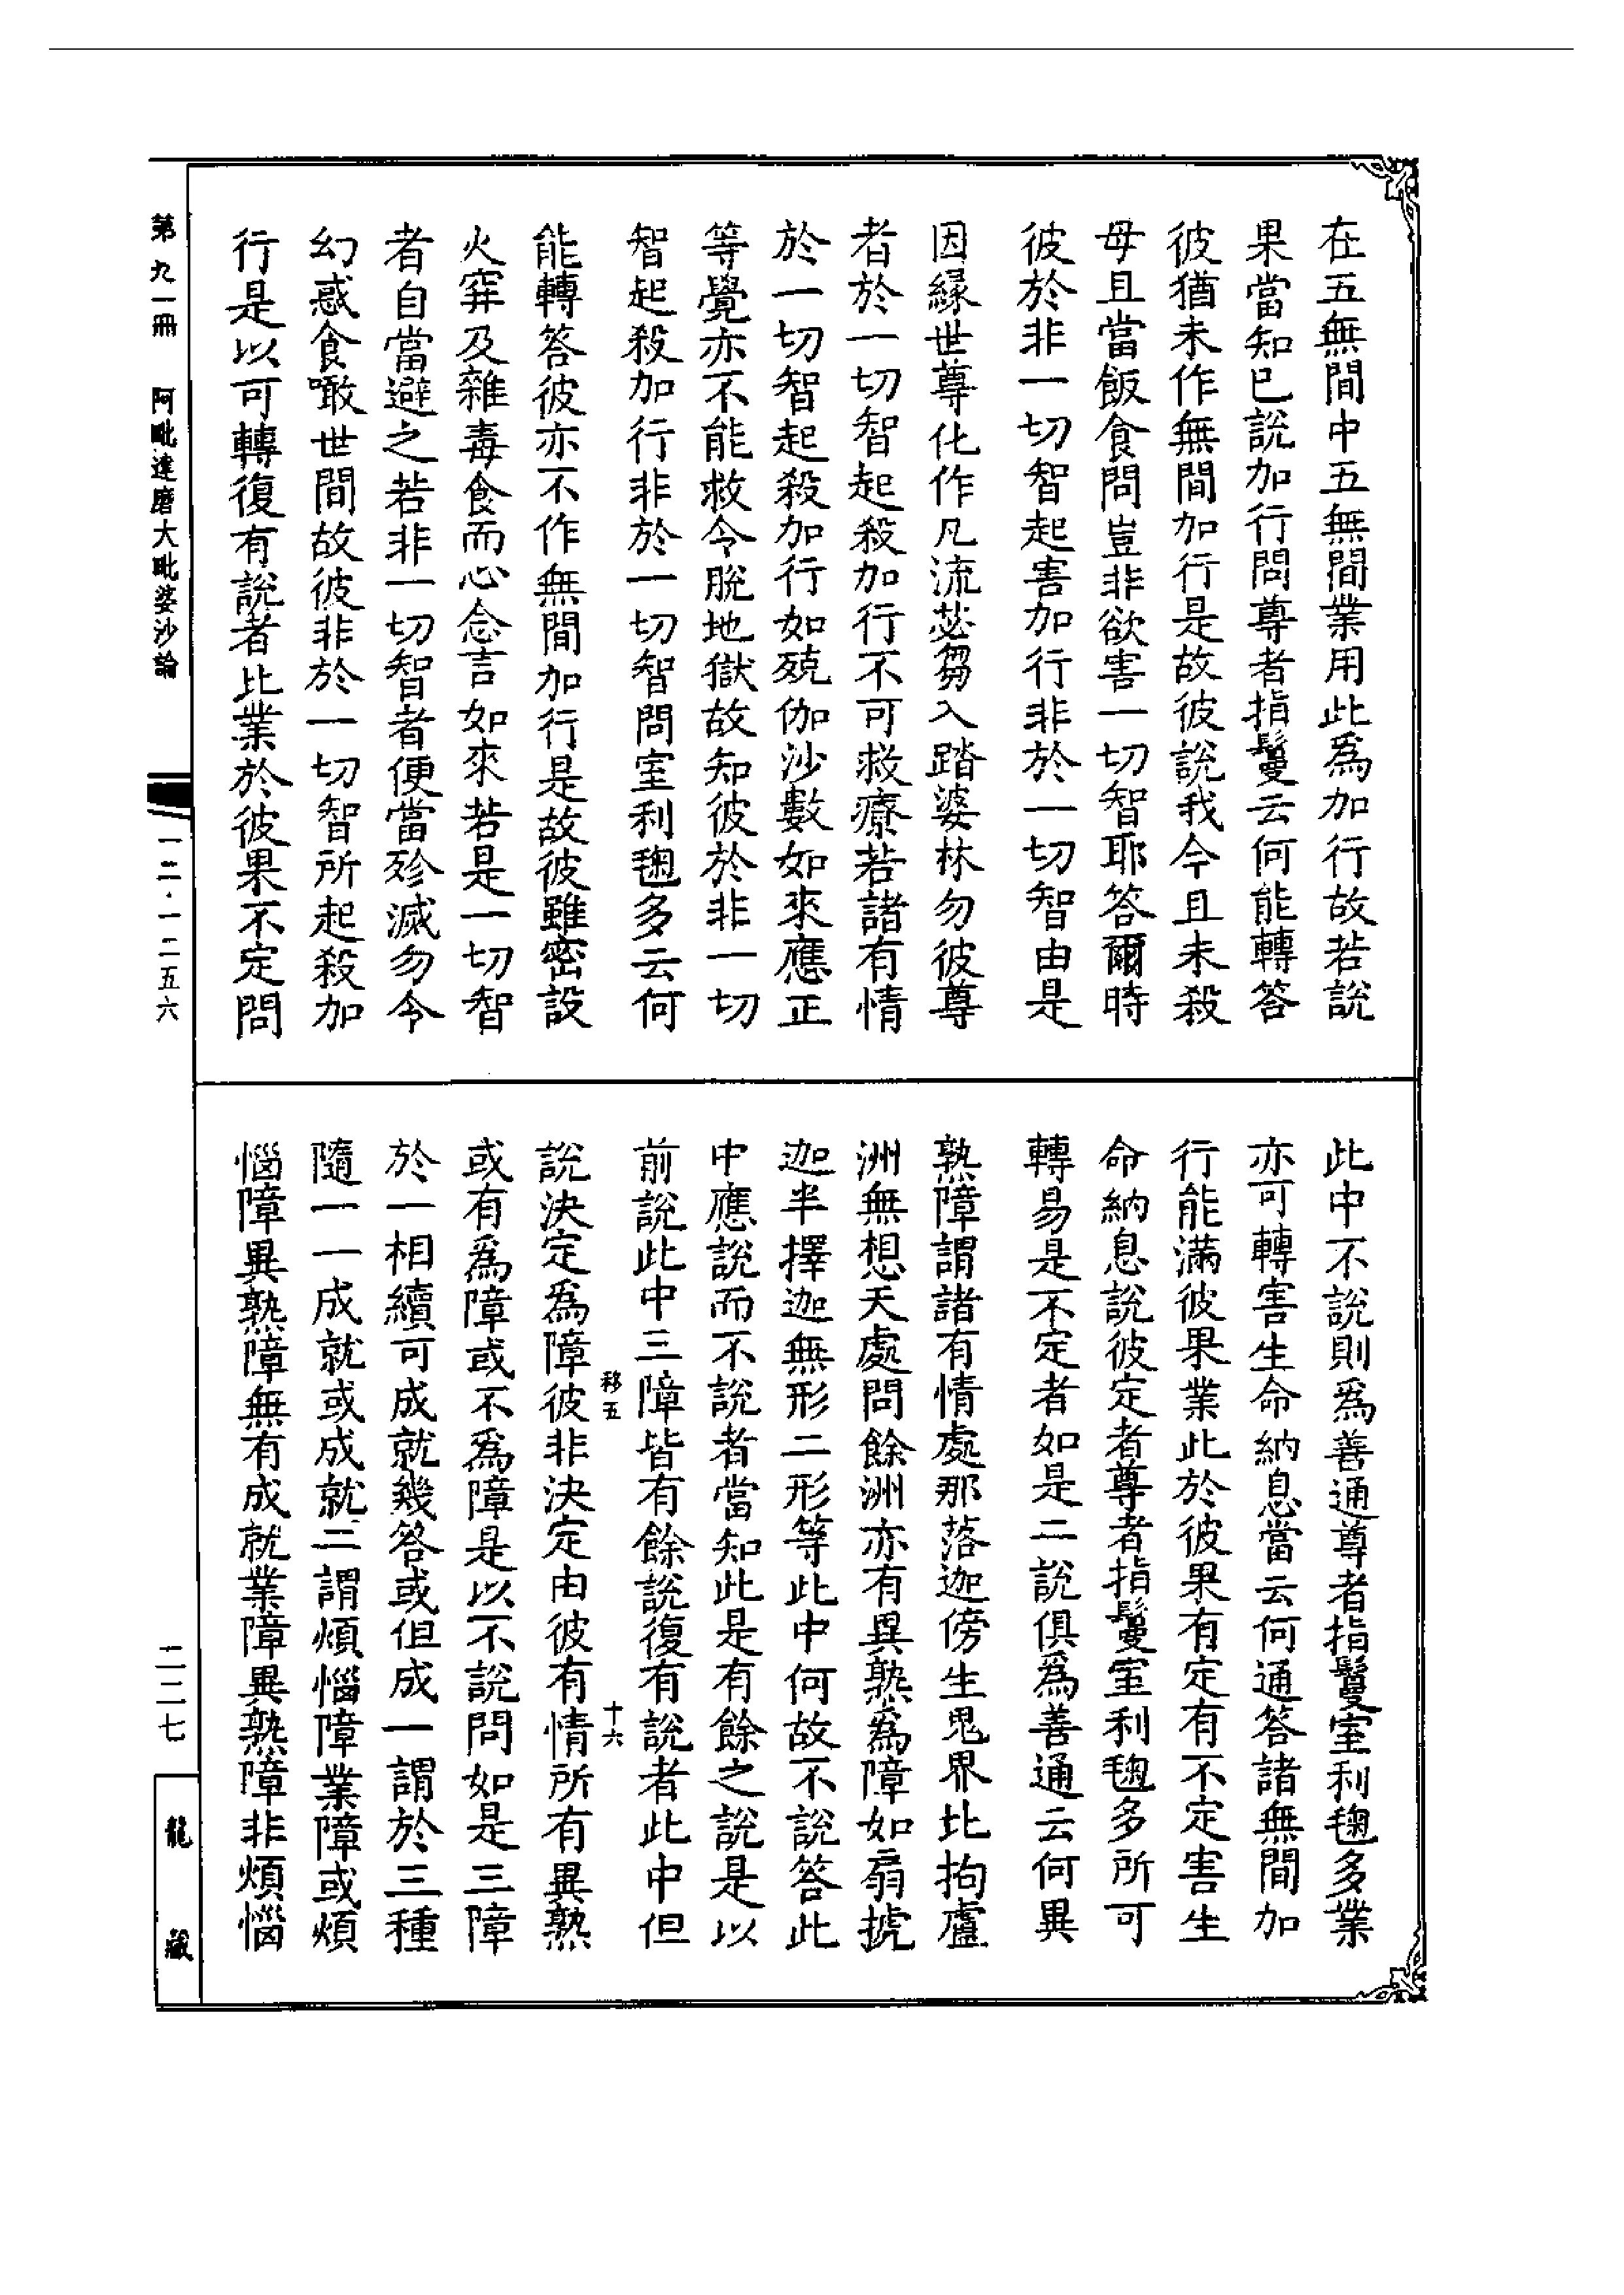 在五無間中五無間業用此為加行故若說
果當知已說加行問尊者指鬘云何能轉答
彼猶未作無間加行是故彼說我今且未殺
母且當飯食問豈非欲害一切智耶答爾時
彼於非一切智起害加行非於一切智由是
因緣世尊化作凡流苾芻入踏婆林勿彼尊
者於一切智起殺加行不可救療若諸有情
於一切智起殺加行如殑伽沙數如來應正
等覺亦不能救令脫地獄故知彼於非一切
智起殺加行非於一切智問室利毱多云何
能轉答彼亦不作無間加行是故彼雖密設
火穽及雜毒食而心念言如來若是一切智
者自當避之若非一切智者便當殄滅勿令
幻惑食噉世間故彼非於一切智所起殺加
行是以可轉復有說者此業於彼果不定問
此中不說則為善通尊者指鬘室利毱多業
亦可轉害生命納息當云何通答諸無間加
行能滿彼果業此於彼果有定有不定害生
命納息說彼定者尊者指鬘室利毱多所可
轉易是不定者如是二說俱為善通云何異
熟障謂諸有情處那落迦傍生鬼界北拘盧
洲無想天處問餘洲亦有異熟為障如扇搋
迦半擇迦無形二形等此中何故不說答此
中應說而不說者當知此是有餘之說是以
前說此中三障皆有餘說復有說者此中但
說決定為障彼非決定由彼有情所有異熟
或有為障或不為障是以不說問如是三障
於一相續可成就幾答或但成一謂於三種
隨一一成就或成就二謂煩惱障業障或煩
惱障異熟障無有成就業障異熟障非煩惱
移五
十六
第九一冊 阿毗達磨大毗婆沙論
一二·一二五六
二二七
龍藏